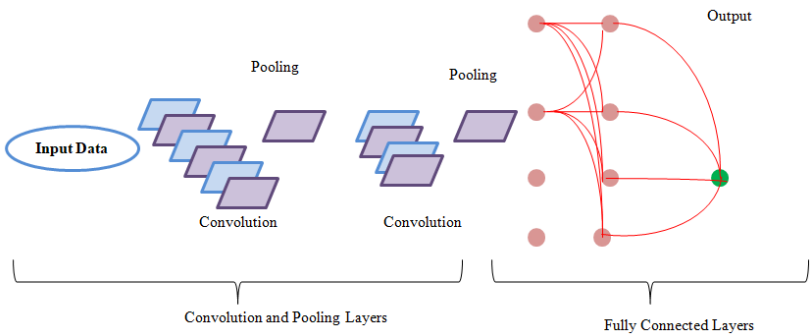 Output
Pooling
Pooling
Input Data
Convolution
Convolution
Convolution and Pooling Layers
Fully Connected Layers